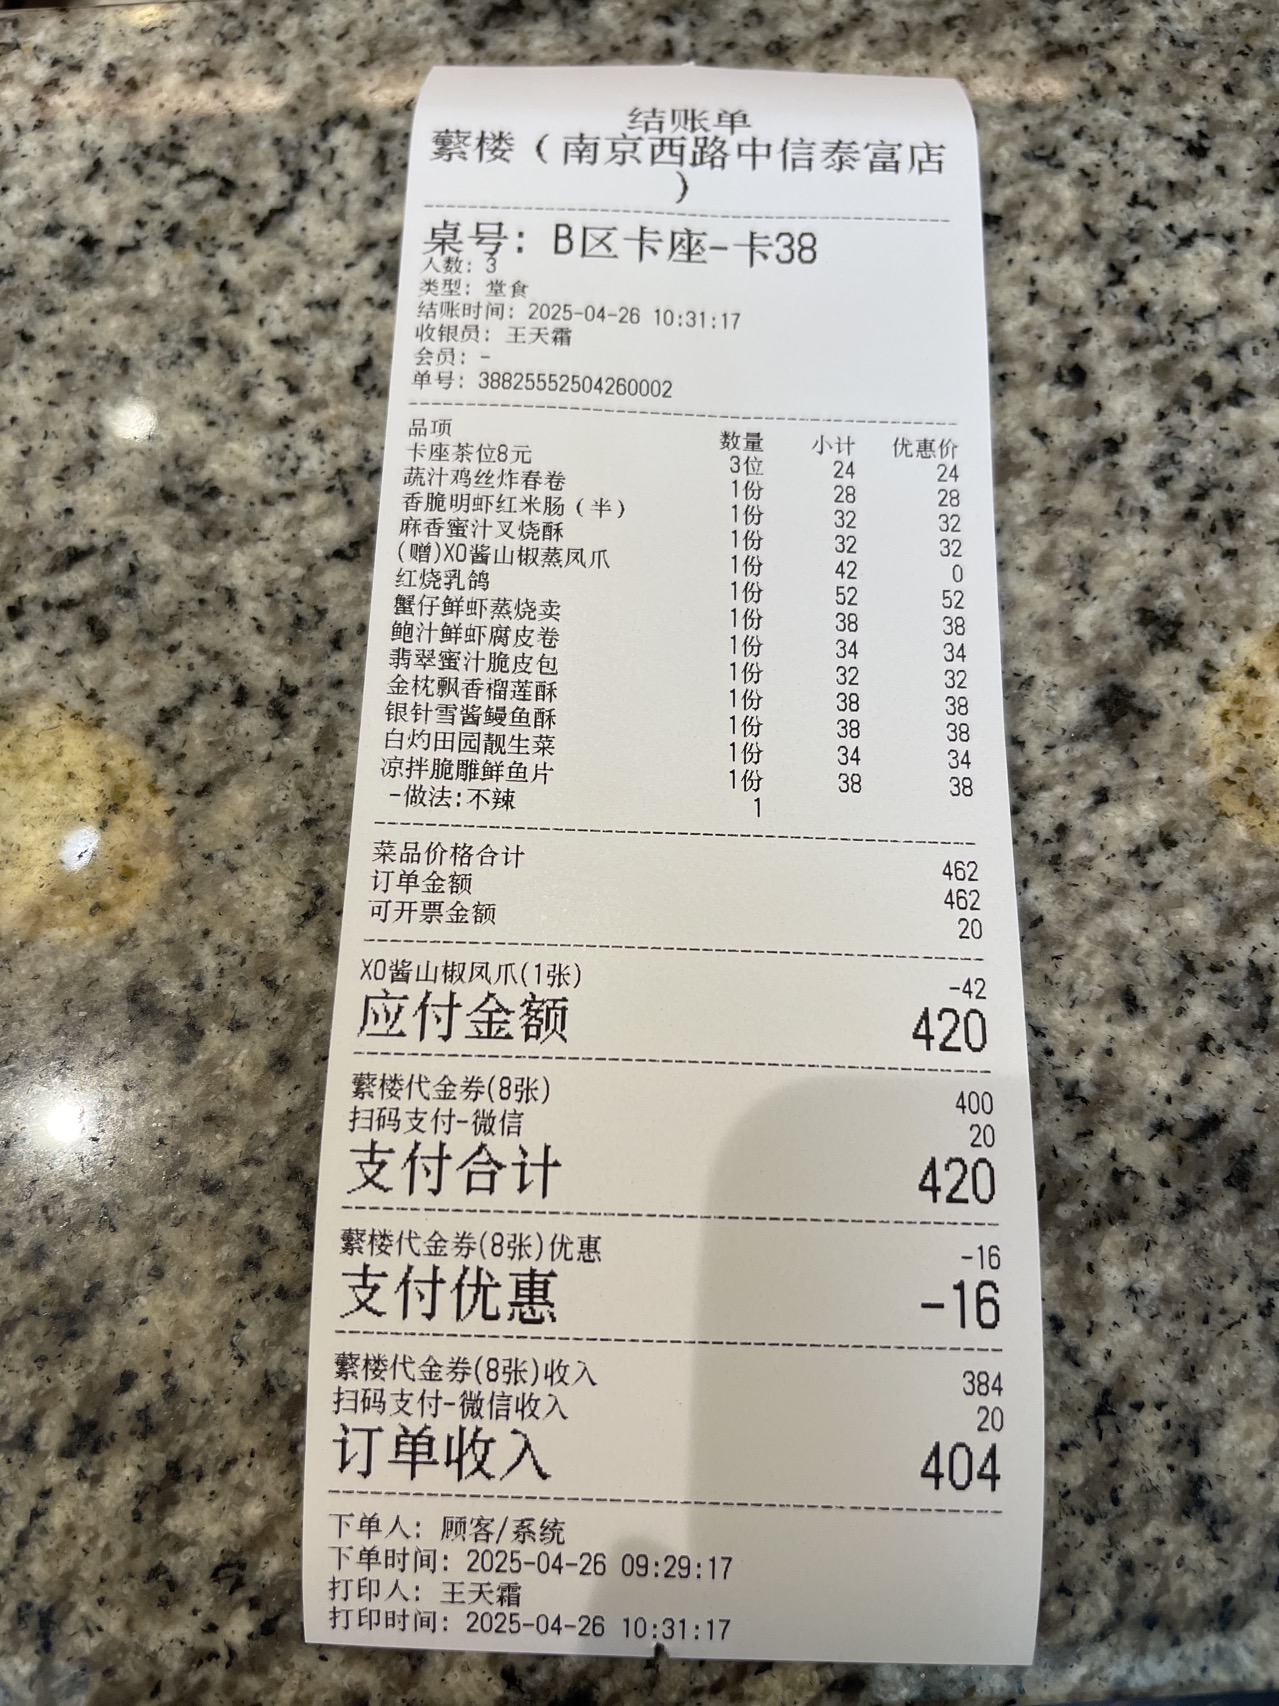 结账单
蘩楼（南京西路中信泰富店
）
桌号：B区卡座-卡38
人数：3
类型：堂食
结账时间：2025-04-26 10:31:17
收银员：王天霜
会员：-
单号：38825552504260002
品项 数量 小计 优惠价
卡座茶位8元 3位 24 24
蔬汁鸡丝炸春卷 1份 28 28
香脆明虾红米肠（半） 1份 32 32
麻香蜜汁叉烧酥 1份 32 32
(赠)XO酱山椒蒸凤爪 1份 42 0
红烧乳鸽 1份 52 52
蟹仔鲜虾蒸烧卖 1份 38 38
鲍汁鲜虾腐皮卷 1份 34 34
翡翠蜜汁脆皮包 1份 32 32
金枕飘香榴莲酥 1份 38 38
银针雪酱鳗鱼酥 1份 38 38
白灼田园靓生菜 1份 34 34
凉拌脆雕鲜鱼片 1份 38 38
-做法:不辣 1
菜品价格合计 462
订单金额 462
可开票金额 20
XO酱山椒凤爪(1张) -42
应付金额 420
蘩楼代金券(8张) 400
扫码支付-微信 20
支付合计 420
蘩楼代金券(8张)优惠 -16
支付优惠 -16
蘩楼代金券(8张)收入 384
扫码支付-微信收入 20
订单收入 404
下单人：顾客/系统
下单时间：2025-04-26 09:29:17
打印人：王天霜
打印时间：2025-04-26 10:31:17